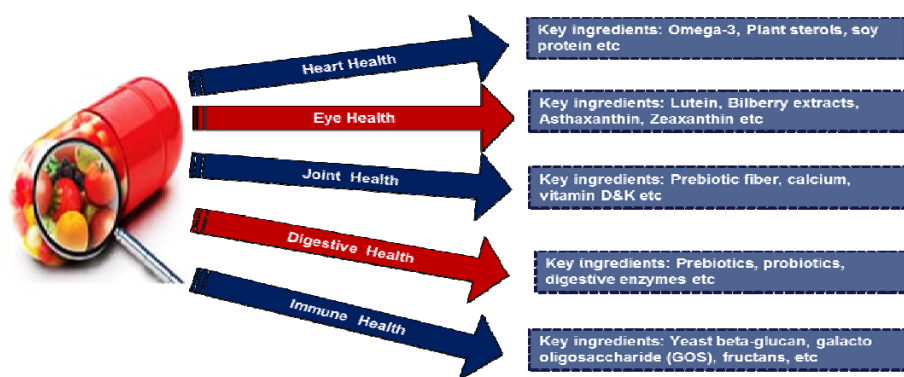 Heart Health
Key ingredients: Omega-3, Plant sterols, soy
protein etc
Eye Health
Key ingredients: Lutein, Bilberry extracts,
Asthaxanthin, Zeaxanthin etc
Joint Health
Key ingredients: Prebiotic fiber, calcium,
vitamin D&K etc
Digestive Health
Key ingredients: Prebiotics, probiotics,
digestive enzymes etc
Immune Health
Key ingredients: Yeast beta-glucan, galacto
oligosaccharide (GOS), fructans, etc